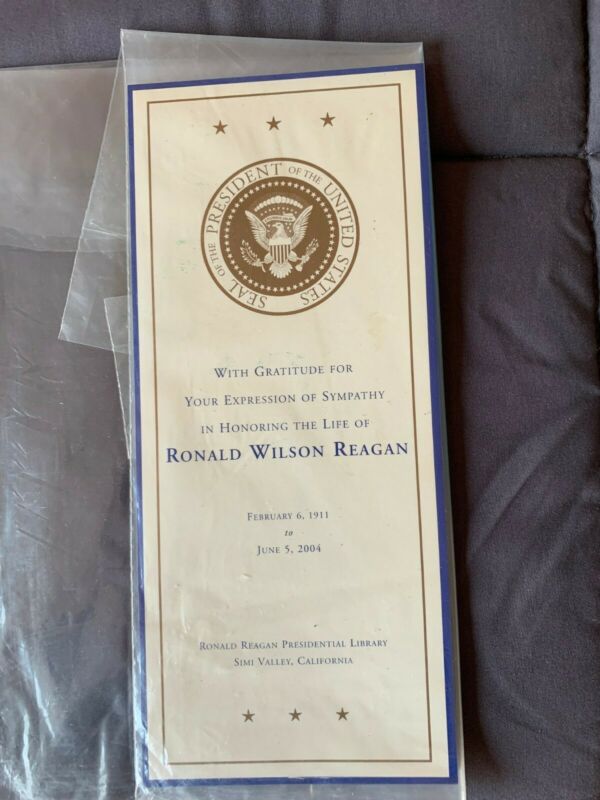 SEAL OF THE PRESIDENT OF THE UNITED STATES
WITH GRATITUDE FOR
YOUR EXPRESSION OF SYMPATHY
IN HONORING THE LIFE OF
RONALD WILSON REAGAN
FEBRUARY 6, 1911
to
JUNE 5, 2004
RONALD REAGAN PRESIDENTIAL LIBRARY
SIMI VALLEY, CALIFORNIA